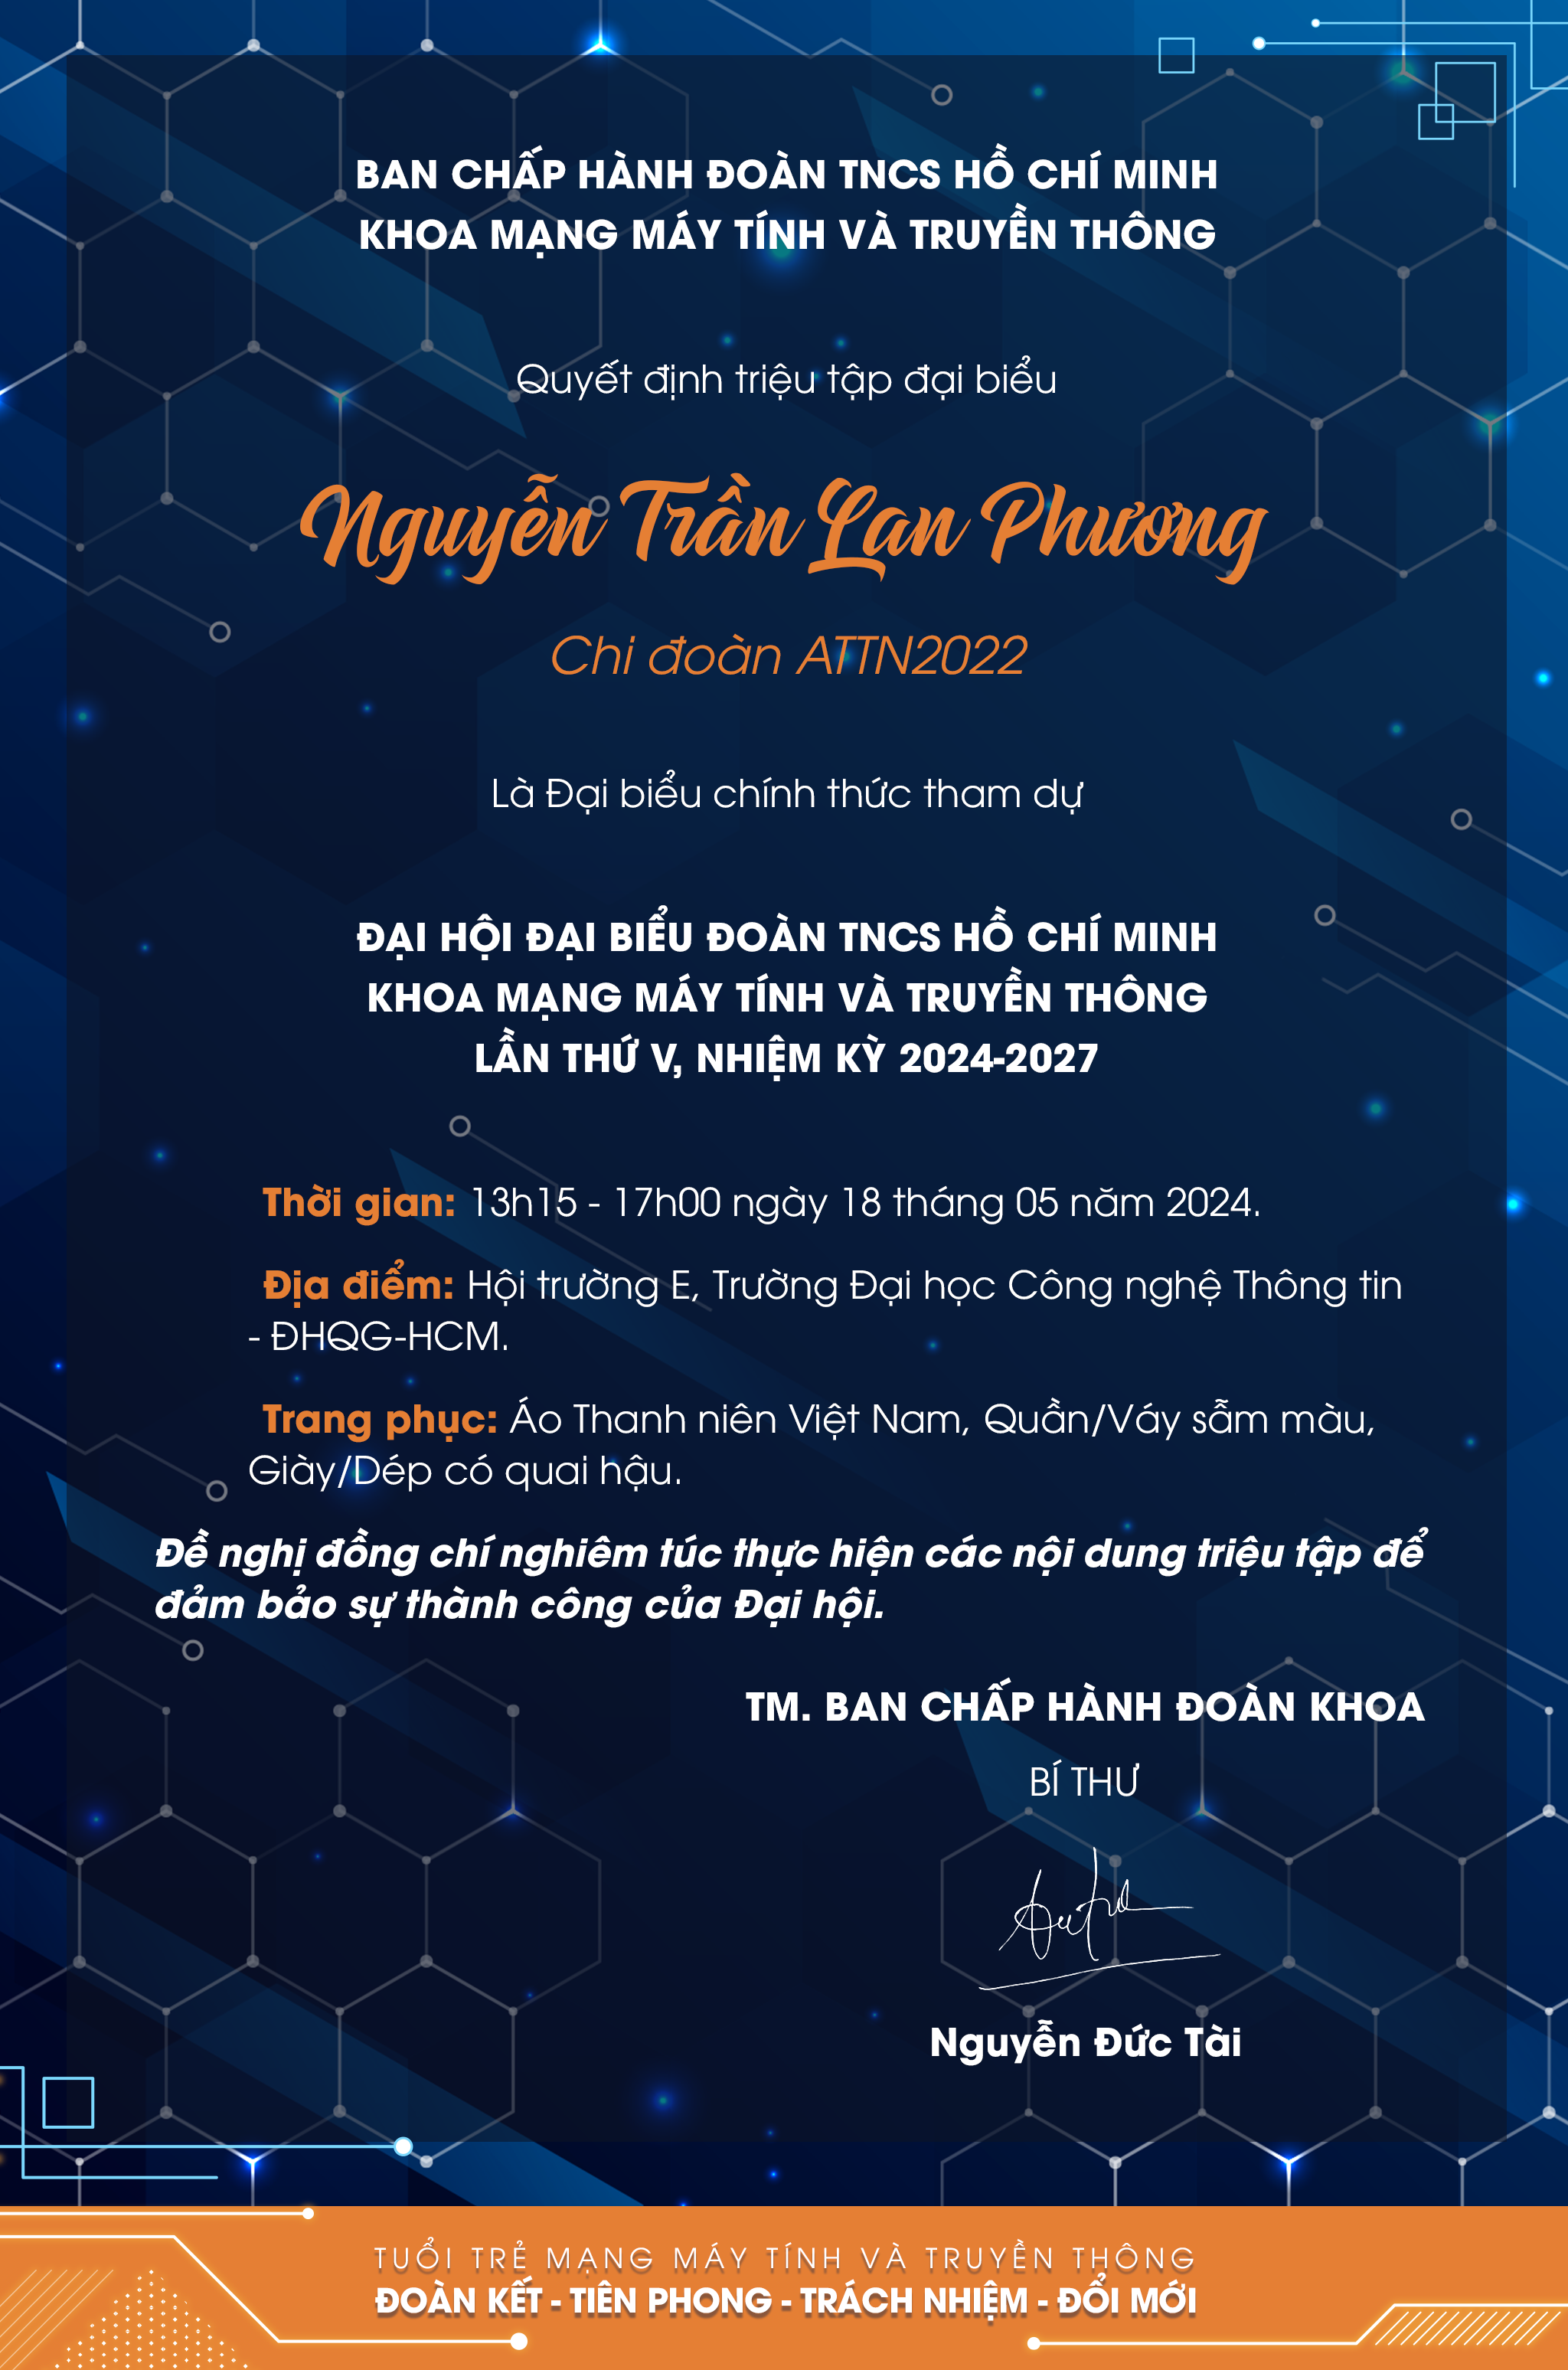 BAN CHẤP HÀNH ĐOÀN TNCS HỒ CHÍ MINH
KHOA MẠNG MÁY TÍNH VÀ TRUYỀN THÔNG
Quyết định triệu tập đại biểu
Nguyễn Trần Lan Phương
Chi đoàn ATTN2022
Là Đại biểu chính thức tham dự
ĐẠI HỘI ĐẠI BIỂU ĐOÀN TNCS HỒ CHÍ MINH
KHOA MẠNG MÁY TÍNH VÀ TRUYỀN THÔNG
LẦN THỨ V, NHIỆM KỲ 2024-2027
Thời gian: 13h15 - 17h00 ngày 18 tháng 05 năm 2024.
Địa điểm: Hội trường E, Trường Đại học Công nghệ Thông tin
- ĐHQG-HCM.
Trang phục: Áo Thanh niên Việt Nam, Quần/Váy sẫm màu,
Giày/Dép có quai hậu.
Đề nghị đồng chí nghiêm túc thực hiện các nội dung triệu tập để
đảm bảo sự thành công của Đại hội.
TM. BAN CHẤP HÀNH ĐOÀN KHOA
BÍ THƯ
Nguyễn Đức Tài
TUỔI TRẺ MẠNG MÁY TÍNH VÀ TRUYỀN THÔNG
ĐOÀN KẾT - TIÊN PHONG - TRÁCH NHIỆM - ĐỔI MỚI